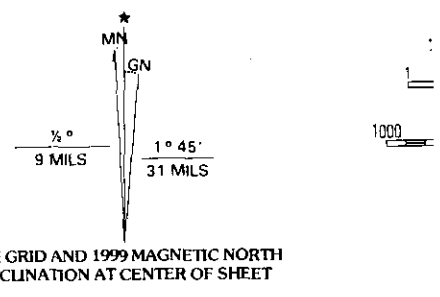 ★
MN
GN
½° 1° 45′
9 MILS 31 MILS
1
1000
GRID AND 1999 MAGNETIC NORTH
CLINATION AT CENTER OF SHEET